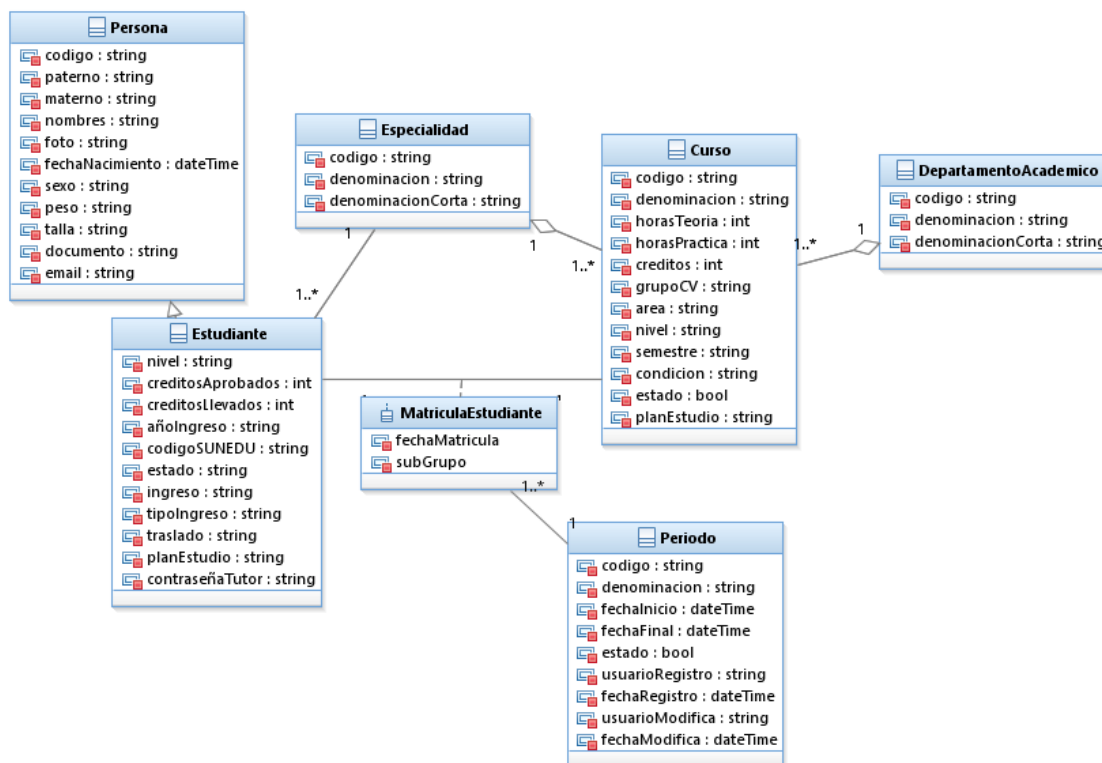 Persona
codigo : string
paterno : string
materno : string
nombres : string
foto : string
fechaNacimiento : dateTime
sexo : string
peso : string
talla : string
documento : string
email : string
Especialidad
codigo : string
denominacion : string
denominacionCorta : string
1
1
1..*
Curso
codigo : string
denominacion : string
horasTeoria : int
horasPractica : int
creditos : int
grupoCV : string
area : string
nivel : string
semestre : string
condicion : string
estado : bool
planEstudio : string
1..*
1..*
1
DepartamentoAcademico
codigo : string
denominacion : string
denominacionCorta : string
Estudiante
nivel : string
creditosAprobados : int
creditosLlevados : int
añoIngreso : string
codigoSUNEDU : string
estado : string
ingreso : string
tipoIngreso : string
traslado : string
planEstudio : string
contraseñaTutor : string
MatriculaEstudiante
fechaMatricula
subGrupo
1..*
1
Periodo
codigo : string
denominacion : string
fechaInicio : dateTime
fechaFinal : dateTime
estado : bool
usuarioRegistro : string
fechaRegistro : dateTime
usuarioModifica : string
fechaModifica : dateTime